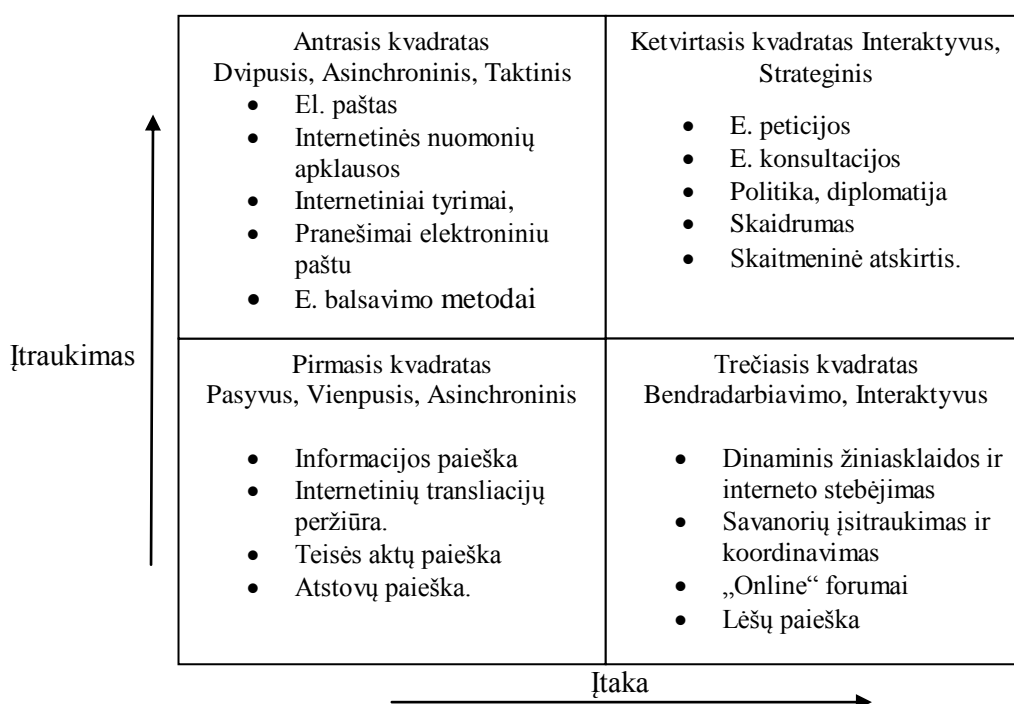 Antrasis kvadratas
Dvipusis, Asinchroninis, Taktinis
• El. paštas
• Internetinės nuomonių
apklausos
• Internetiniai tyrimai,
• Pranešimai elektroniniu
paštu
• E. balsavimo metodai
Ketvirtasis kvadratas Interaktyvus,
Strateginis
• E. peticijos
• E. konsultacijos
• Politika, diplomatija
• Skaidrumas
• Skaitmeninė atskirtis.
Įtraukimas
Pirmasis kvadratas
Pasyvus, Vienpusis, Asinchroninis
• Informacijos paieška
• Internetinių transliacijų
peržiūra.
• Teisės aktų paieška
• Atstovų paieška.
Trečiasis kvadratas
Bendradarbiavimo, Interaktyvus
• Dinaminis žiniasklaidos ir
interneto stebėjimas
• Savanorių įsitraukimas ir
koordinavimas
• „Online“ forumai
• Lėšų paieška
Įtaka